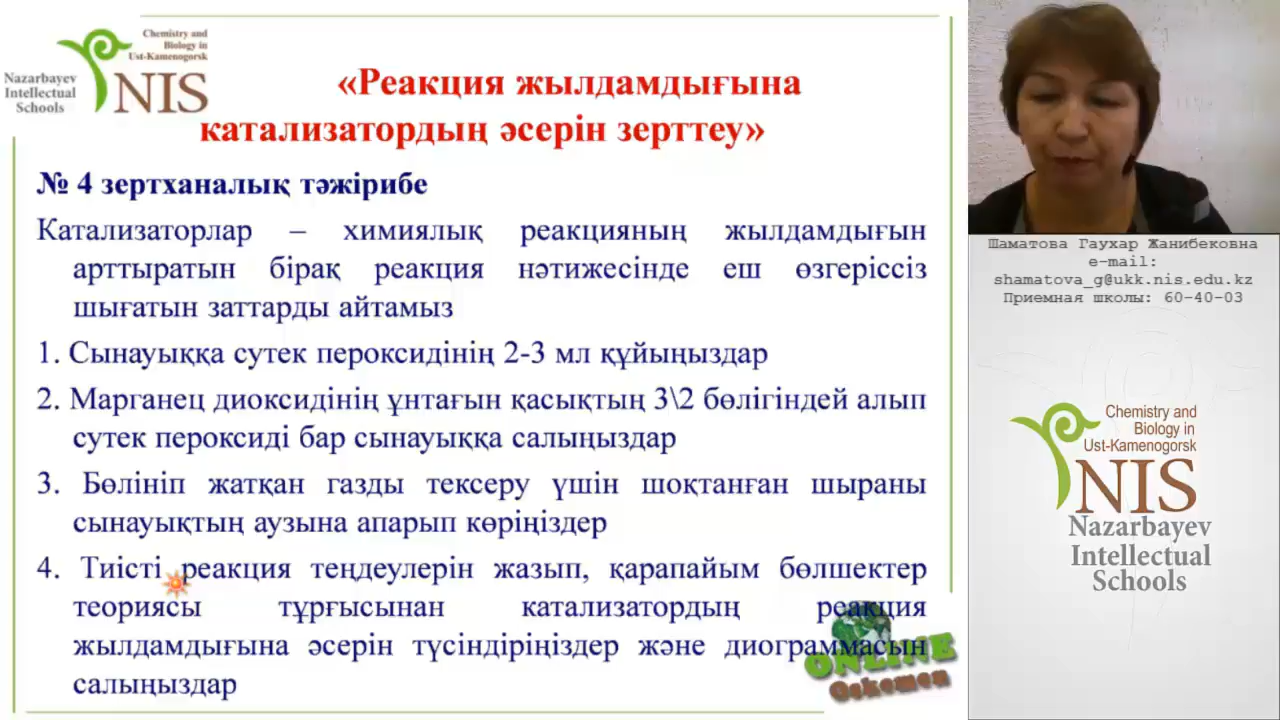 Chemistry and
Biology in
Ust-Kamenogorsk
Nazarbayev
Intellectual
Schools
NIS
«Реакция жылдамдығына
катализатордың әсерін зерттеу»
№ 4 зертханалық тәжірибе
Катализаторлар – химиялық реакцияның жылдамдығын
арттыратын бірақ реакция нәтижесінде еш өзгеріссіз
шығатын заттарды айтамыз
1. Сынауыққа сутек пероксидінің 2-3 мл құйыңыздар
2. Марганец диоксидінің ұнтағын қасықтың 3\2 бөлігіндей алып
сутек пероксиді бар сынауыққа салыңыздар
3. Бөлініп жатқан газды тексеру үшін шоқтанған шыраны
сынауықтың аузына апарып көріңіздер
4. Тиісті реакция теңдеулерін жазып, қарапайым бөлшектер
теориясы тұрғысынан катализатордың реакция
жылдамдығына әсерін түсіндіріңіздер және диограммасын
салыңыздар
ONLINE
Oskemen
Шаматова Гаухар Жанибековна
e-mail:
shamatova_g@ukk.nis.edu.kz
Приемная школы: 60-40-03
Chemistry and
Biology in
Ust-Kamenogorsk
NIS
Nazarbayev
Intellectual
Schools